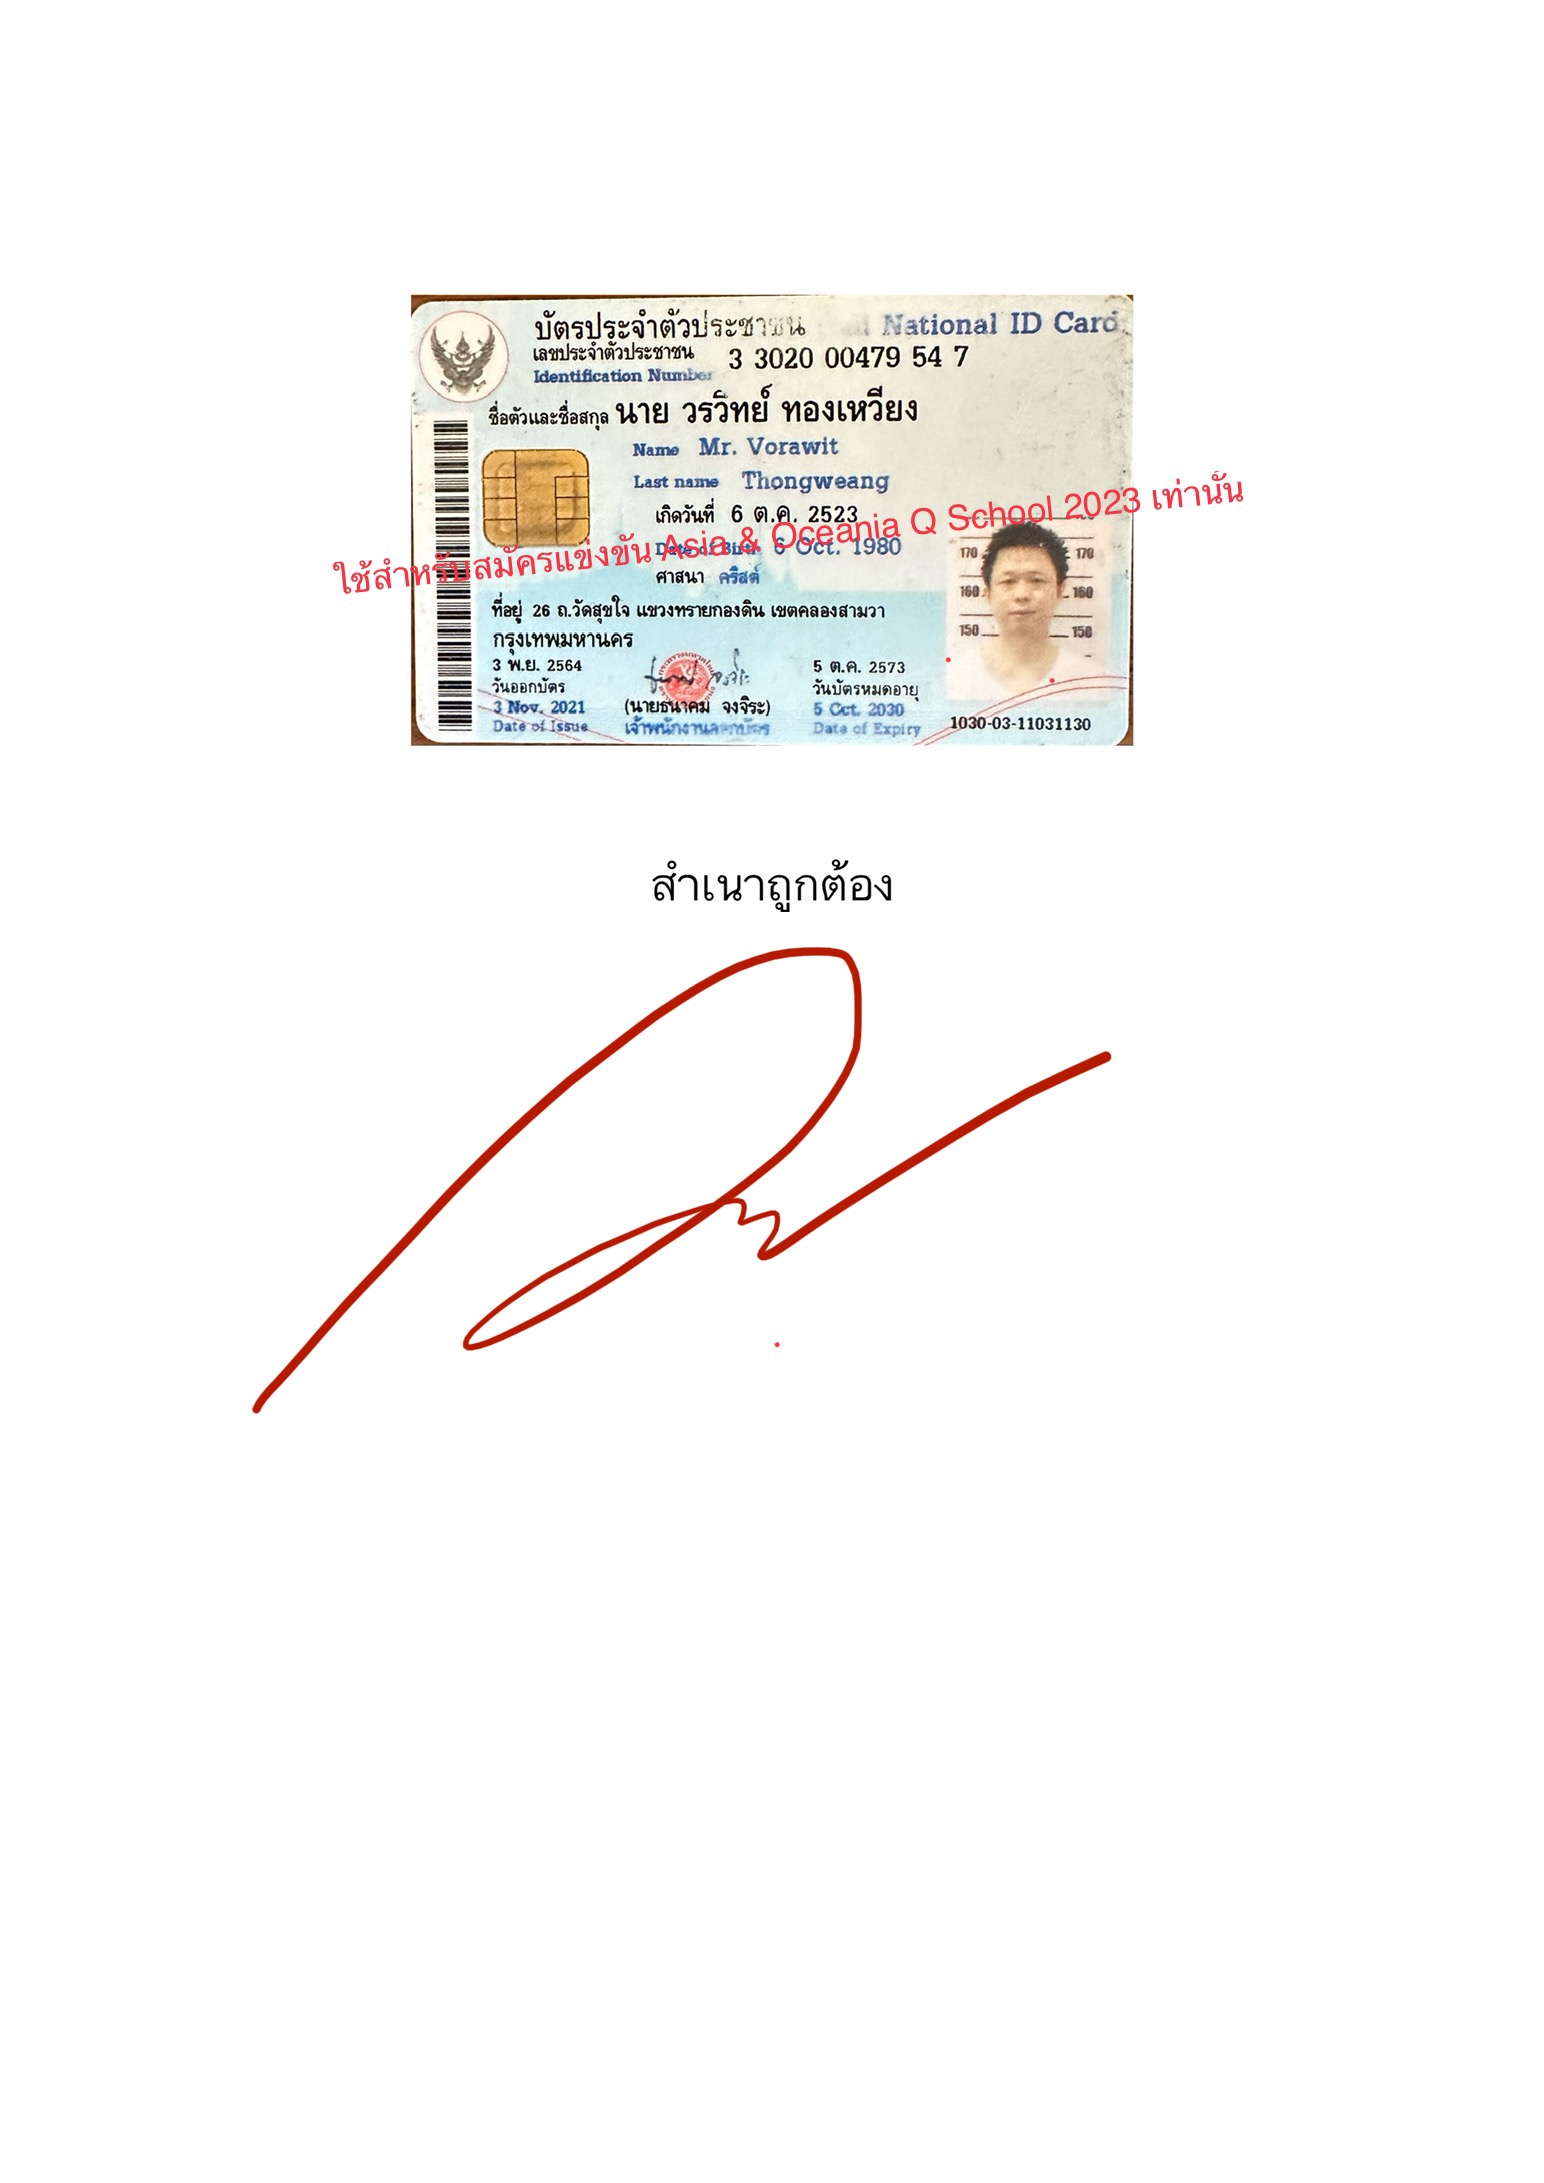 บัตรประจำตัวประชาชน National ID Card
เลขประจำตัวประชาชน 3 3020 00479 54 7
Identification Number
ชื่อตัวและชื่อสกุล นาย วรวิทย์ ทองเหวียง
Name Mr. Vorawit
Last name Thongweang
เกิดวันที่ 6 ต.ค. 2523
Date of Birth 6 Oct. 1980
ใช้สำหรับสมัครแข่งขัน Asia & Oceania Q School 2023 เท่านั้น
ศาสนา คริสต์
170 170
160 160
150 150
ที่อยู่ 26 ถ.วัดสุขใจ แขวงทรายกองดิน เขตคลองสามวา
กรุงเทพมหานคร
3 พ.ย. 2564
วันออกบัตร
3 Nov. 2021
Date of Issue
(นายธนาคม จงจิระ)
เจ้าพนักงานออกบัตร
5 ต.ค. 2573
วันบัตรหมดอายุ
5 Oct. 2030
Date of Expiry
1030-03-11031130
สำเนาถูกต้อง